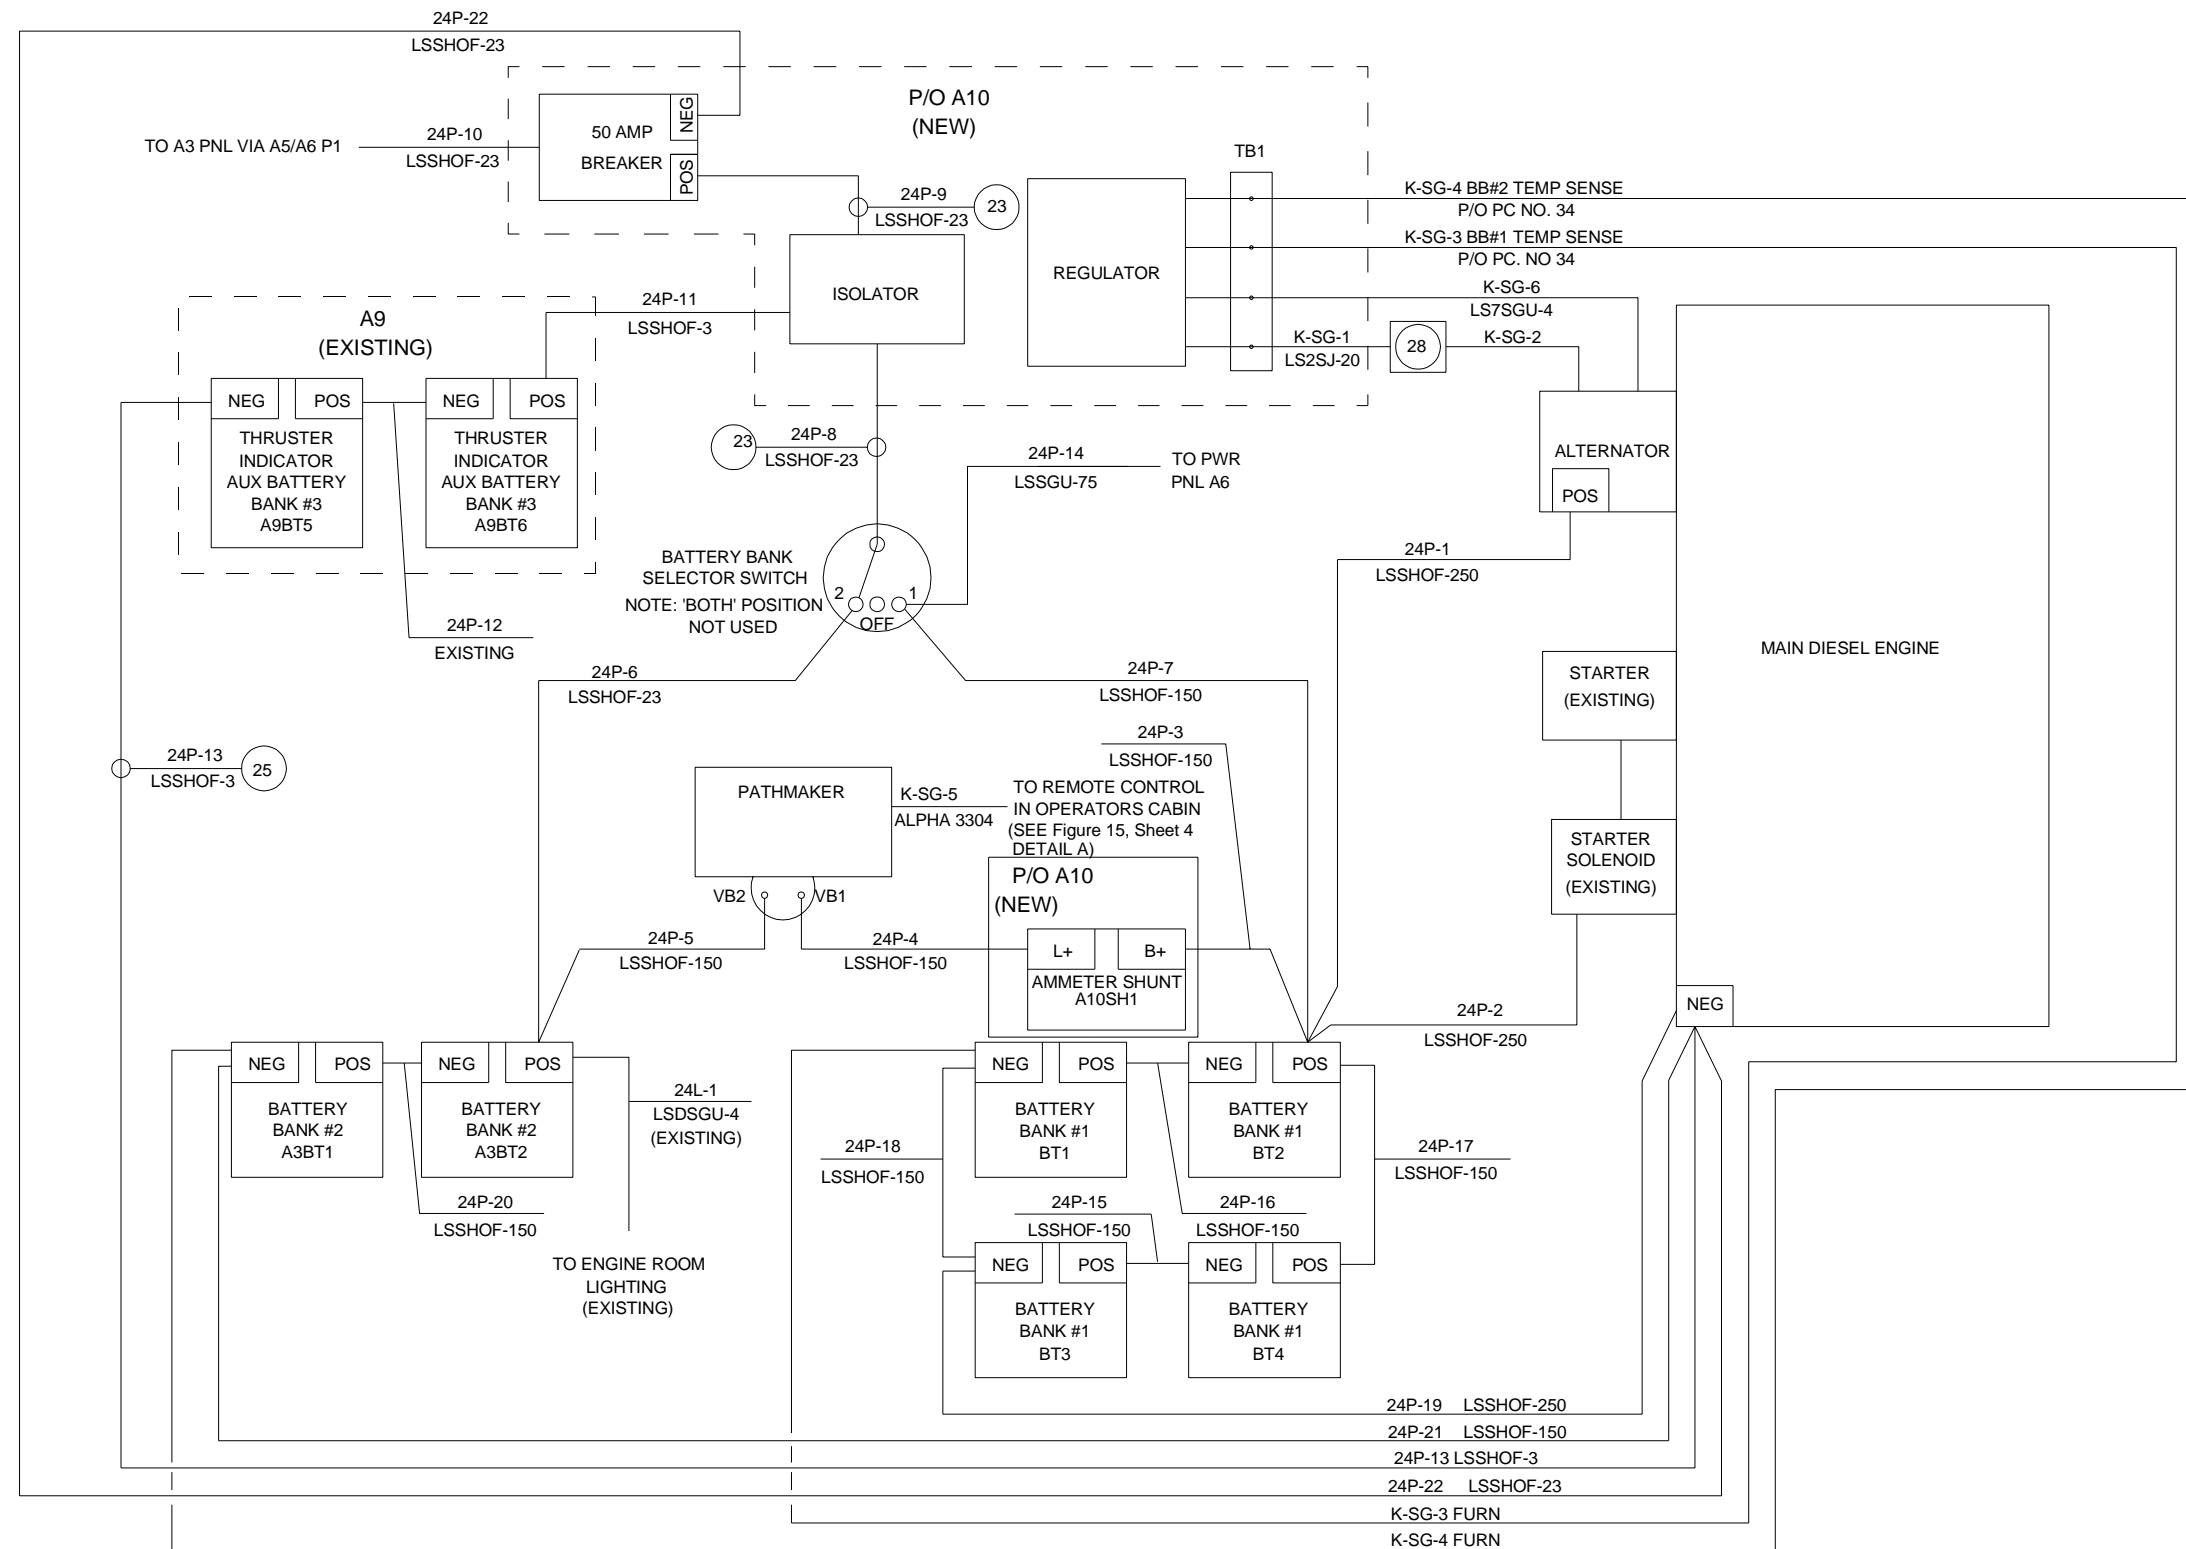 24P-22
LSSHOF-23
P/O A10
(NEW)
NEG
50 AMP
BREAKER
POS
TO A3 PNL VIA A5/A6 P1
24P-10
LSSHOF-23
TB1
24P-9
LSSHOF-23
23
K-SG-4 BB#2 TEMP SENSE
P/O PC NO. 34
K-SG-3 BB#1 TEMP SENSE
P/O PC. NO 34
REGULATOR
ISOLATOR
K-SG-6
LS7SGU-4
K-SG-1
LS2SJ-20
28
K-SG-2
24P-11
LSSHOF-3
A9
(EXISTING)
NEG
POS
THRUSTER
INDICATOR
AUX BATTERY
BANK #3
A9BT5
NEG
POS
THRUSTER
INDICATOR
AUX BATTERY
BANK #3
A9BT6
23
24P-8
LSSHOF-23
24P-14
LSSGU-75
TO PWR
PNL A6
ALTERNATOR
POS
24P-1
LSSHOF-250
BATTERY BANK
SELECTOR SWITCH
NOTE: 'BOTH' POSITION
NOT USED
2
1
OFF
24P-12
EXISTING
MAIN DIESEL ENGINE
24P-6
LSSHOF-23
24P-7
LSSHOF-150
STARTER
(EXISTING)
24P-13
LSSHOF-3
25
24P-3
LSSHOF-150
PATHMAKER
K-SG-5
ALPHA 3304
TO REMOTE CONTROL
IN OPERATORS CABIN
(SEE Figure 15, Sheet 4
DETAIL A)
STARTER
SOLENOID
(EXISTING)
VB2
VB1
P/O A10
(NEW)
24P-5
LSSHOF-150
24P-4
LSSHOF-150
L+
B+
AMMETER SHUNT
A10SH1
24P-2
LSSHOF-250
NEG
NEG
POS
BATTERY
BANK #2
A3BT1
NEG
POS
BATTERY
BANK #2
A3BT2
24L-1
LSDSGU-4
(EXISTING)
NEG
POS
BATTERY
BANK #1
BT1
NEG
POS
BATTERY
BANK #1
BT2
24P-18
LSSHOF-150
24P-17
LSSHOF-150
24P-20
LSSHOF-150
24P-15
LSSHOF-150
24P-16
LSSHOF-150
TO ENGINE ROOM
LIGHTING
(EXISTING)
NEG
POS
BATTERY
BANK #1
BT3
NEG
POS
BATTERY
BANK #1
BT4
24P-19 LSSHOF-250
24P-21 LSSHOF-150
24P-13 LSSHOF-3
24P-22 LSSHOF-23
K-SG-3 FURN
K-SG-4 FURN